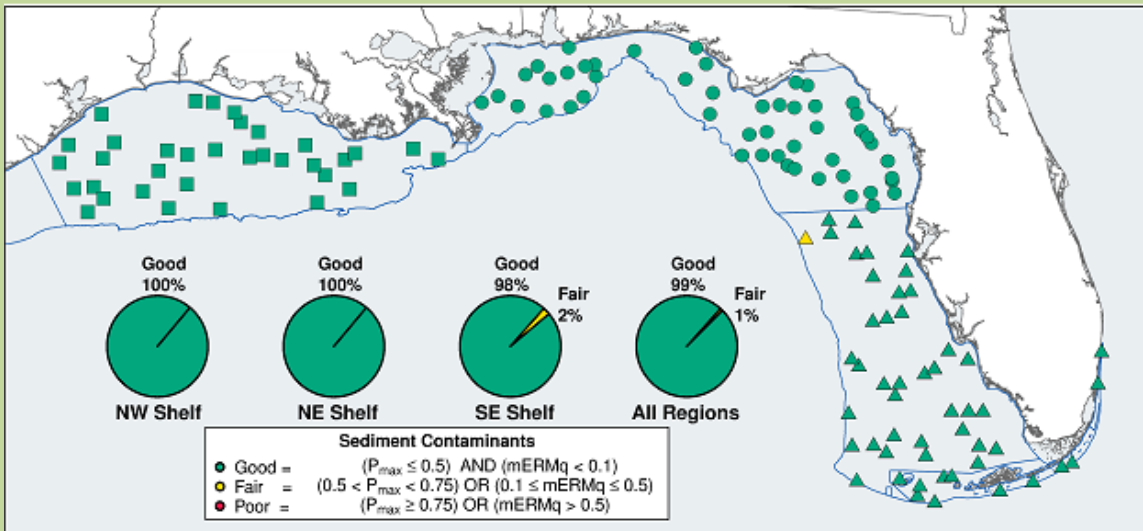 Good
100%
Good
100%
Good
98%
Fair
2%
Good
99%
Fair
1%
NW Shelf
NE Shelf
SE Shelf
All Regions
Sediment Contaminants
Good = (Pmax ≤ 0.5) AND (mERMq < 0.1)
Fair = (0.5 < Pmax < 0.75) OR (0.1 ≤ mERMq ≤ 0.5)
Poor = (Pmax ≥ 0.75) OR (mERMq > 0.5)